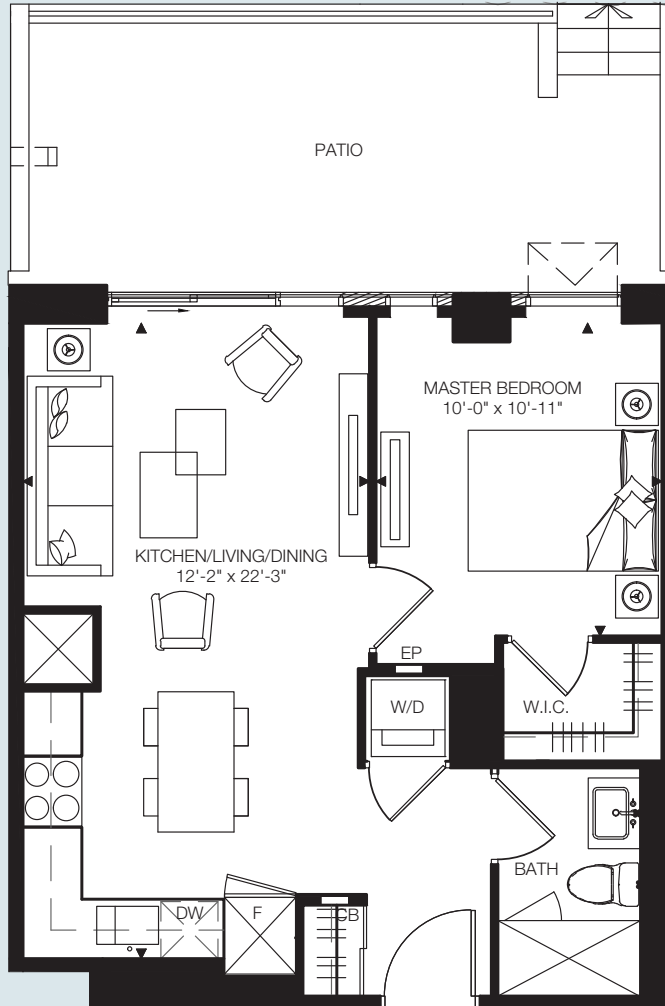 PATIO
MASTER BEDROOM
10'-0" x 10'-11"
KITCHEN/LIVING/DINING
12'-2" x 22'-3"
EP
W/D
W.I.C.
BATH
DW
F
CB